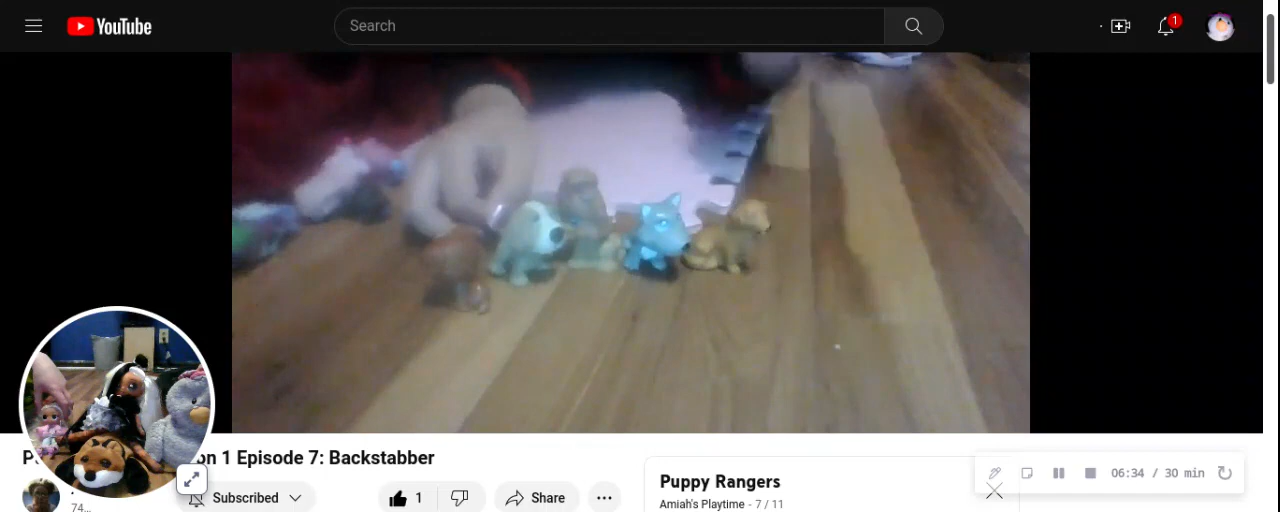 YouTube
Search
1
on 1 Episode 7: Backstabber
Subscribed
1
Share
74...
06:34 / 30 min
Puppy Rangers
Amiah's Playtime - 7 / 11